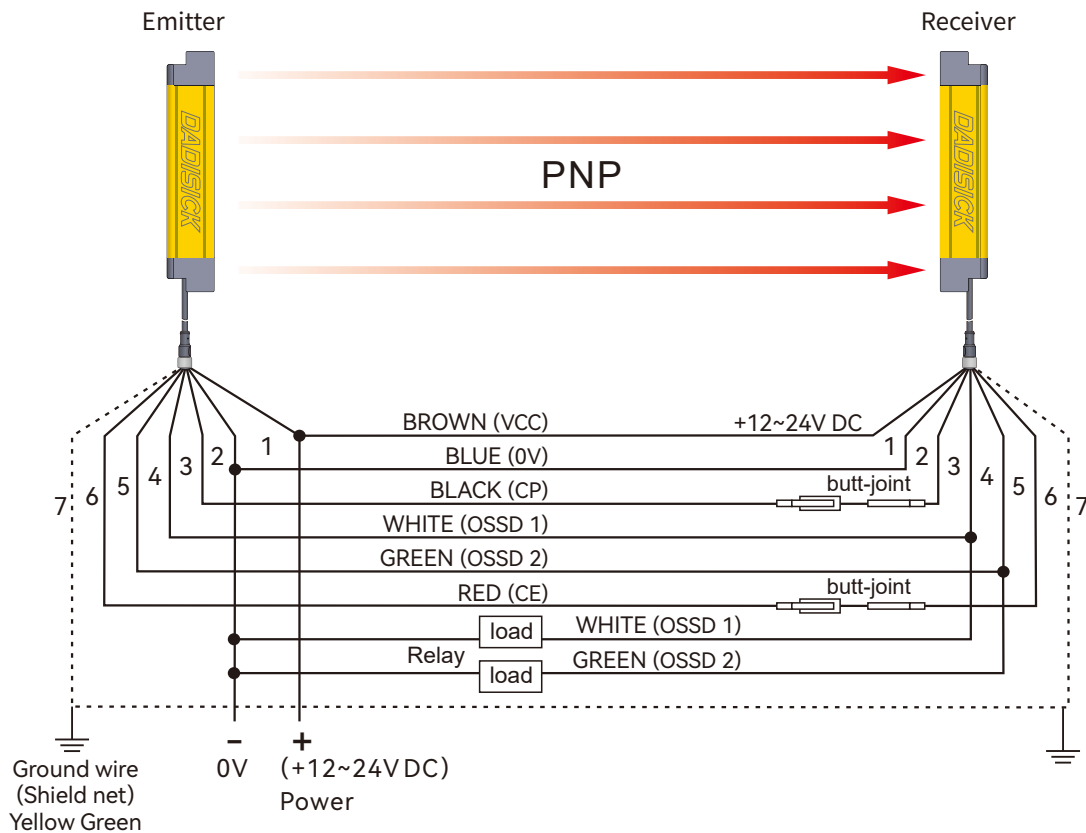 Emitter
Receiver
DADISICK
PNP
DADISICK
BROWN (VCC)
+12~24V DC
BLUE (0V)
BLACK (CP)
butt-joint
WHITE (OSSD 1)
GREEN (OSSD 2)
RED (CE)
butt-joint
7 6 5 4 3 2 1
1 2 3 4 5 6 7
load
WHITE (OSSD 1)
Relay
load
GREEN (OSSD 2)
- +
0V
(+12~24V DC)
Power
Ground wire
(Shield net)
Yellow Green